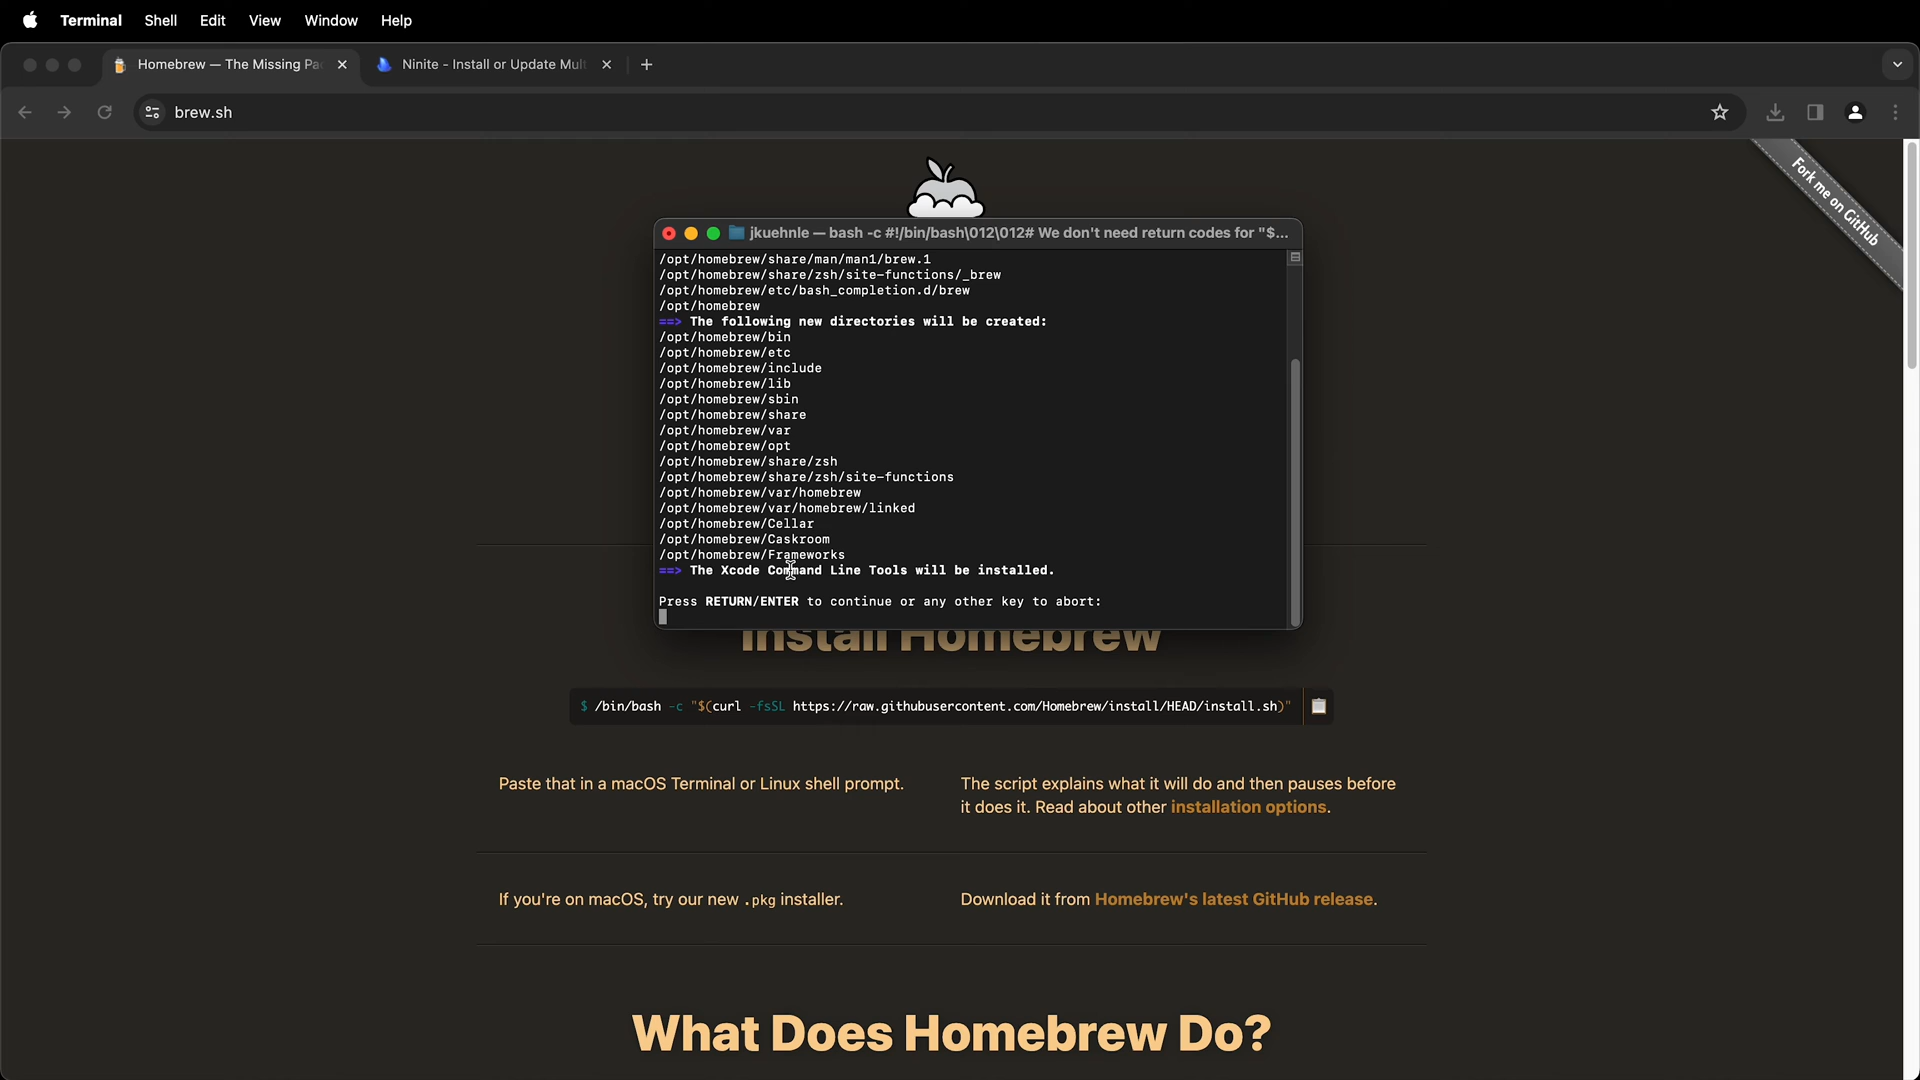 Terminal Shell Edit View Window Help
Homebrew — The Missing Pa
Ninite - Install or Update Mult
brew.sh
Fork me on GitHub
jkuehnle — bash -c #!/bin/bash\012\012# We don't need return codes for "$...
/opt/homebrew/share/man/man1/brew.1
/opt/homebrew/share/zsh/site-functions/_brew
/opt/homebrew/etc/bash_completion.d/brew
/opt/homebrew
==> The following new directories will be created:
/opt/homebrew/bin
/opt/homebrew/etc
/opt/homebrew/include
/opt/homebrew/lib
/opt/homebrew/sbin
/opt/homebrew/share
/opt/homebrew/var
/opt/homebrew/opt
/opt/homebrew/share/zsh
/opt/homebrew/share/zsh/site-functions
/opt/homebrew/var/homebrew
/opt/homebrew/var/homebrew/linked
/opt/homebrew/Cellar
/opt/homebrew/Caskroom
/opt/homebrew/Frameworks
==> The Xcode Command Line Tools will be installed.
Press RETURN/ENTER to continue or any other key to abort:
Install Homebrew
$ /bin/bash -c "$(curl -fsSL https://raw.githubusercontent.com/Homebrew/install/HEAD/install.sh)"
Paste that in a macOS Terminal or Linux shell prompt.
The script explains what it will do and then pauses before
it does it. Read about other installation options.
If you're on macOS, try our new .pkg installer.
Download it from Homebrew's latest GitHub release.
What Does Homebrew Do?